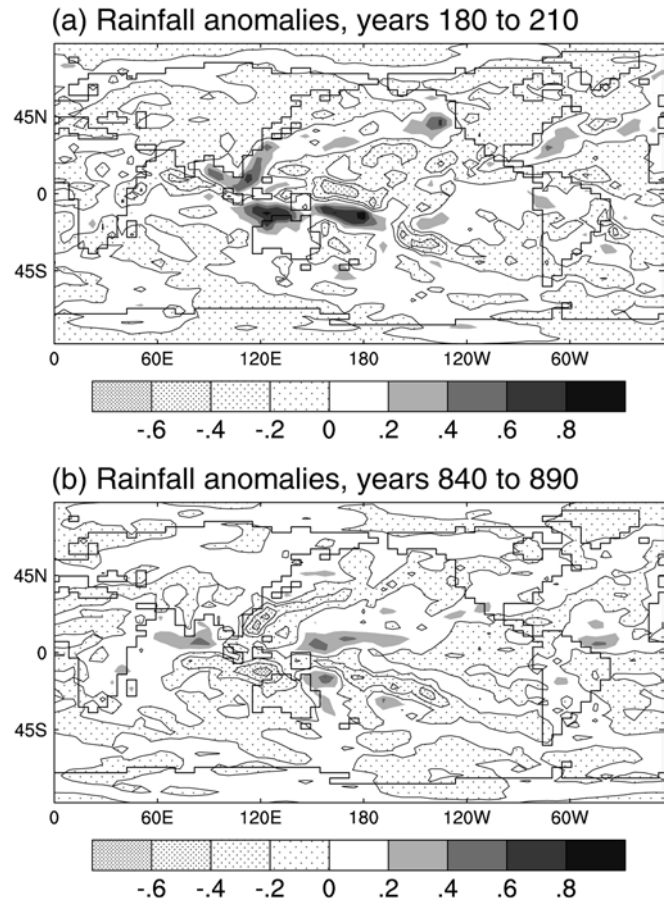 (a) Rainfall anomalies, years 180 to 210
45N
0
45S
0 60E 120E 180 120W 60W
-.6 -.4 -.2 0 .2 .4 .6 .8
(b) Rainfall anomalies, years 840 to 890
45N
0
45S
0 60E 120E 180 120W 60W
-.6 -.4 -.2 0 .2 .4 .6 .8